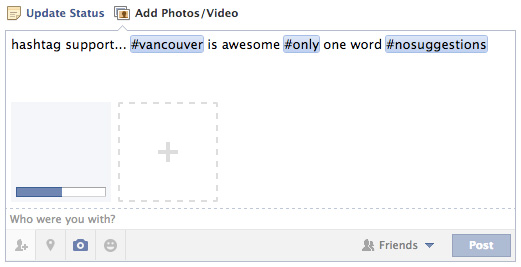 Update Status Add Photos/Video
hashtag support... #vancouver is awesome #only one word #nosuggestions
Who were you with?
Friends Post